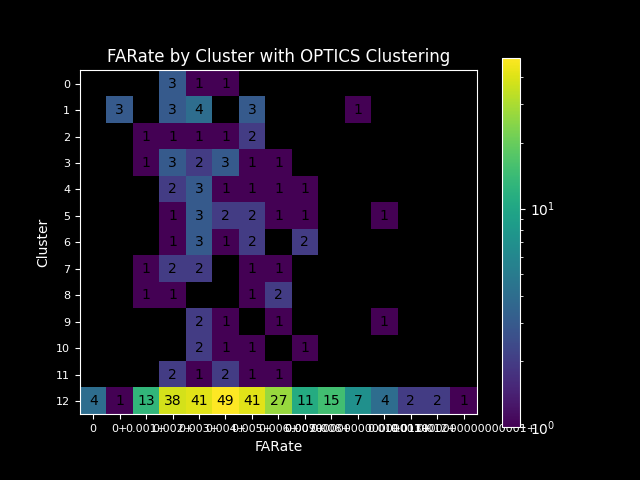 FARate by Cluster with OPTICS Clustering
0 3 1 1
1 3 3 4 3 1
2 1 1 1 1 2
3 1 3 2 3 1 1
4 2 3 1 1 1 1
5 1 3 2 2 1 1 1
6 1 3 1 2 2
7 1 2 2 1 1
8 1 1 1 2
9 2 1 1 1
10 2 1 1 1
11 2 1 2 1 1
12 4 1 13 38 41 49 41 27 11 15 7 4 2 2 1
0
FARate
Cluster
10¹
10⁰